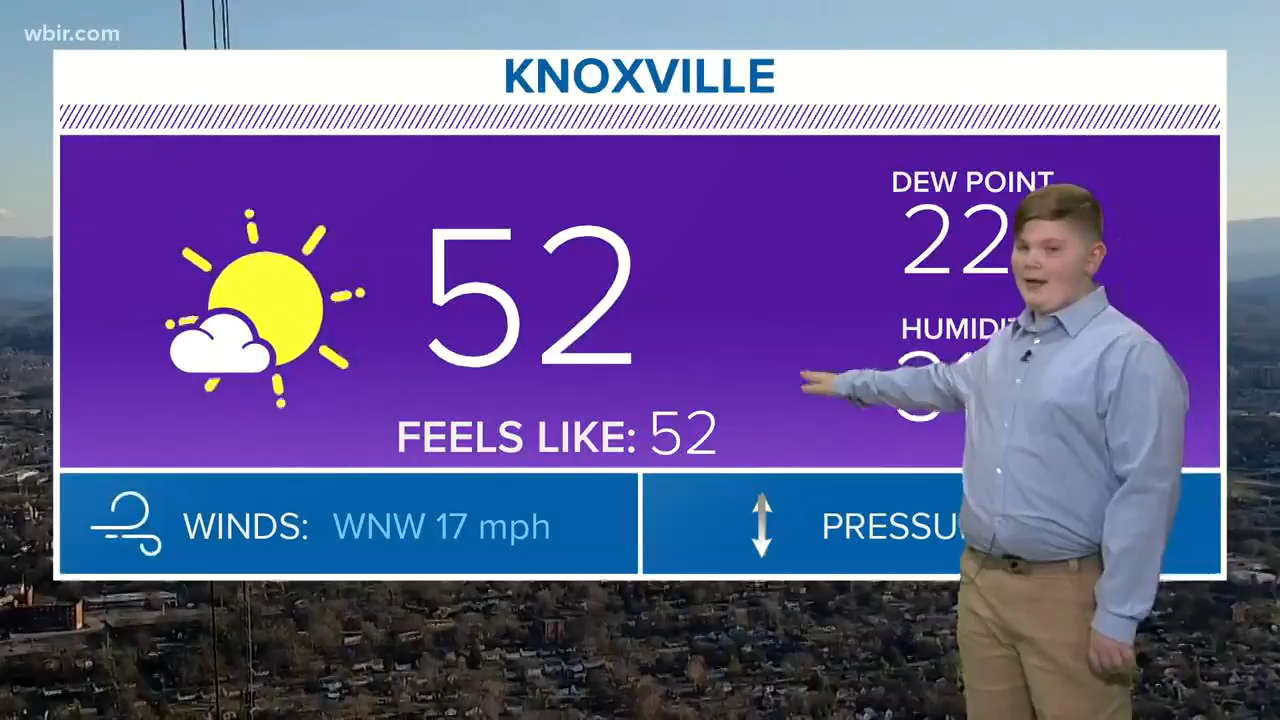 wbir.com
KNOXVILLE
DEW POINT
22
52
FEELS LIKE: 52
WINDS: WNW 17 mph